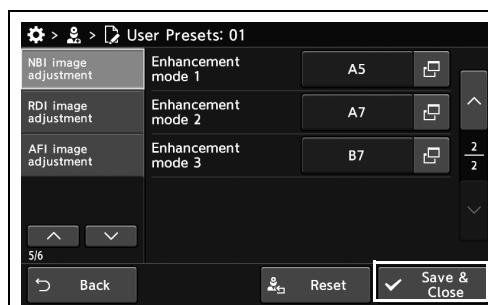 > > User Presets: 01
NBI image
adjustment
RDI image
adjustment
AFI image
adjustment
5/6
Enhancement
mode 1
A5
Enhancement
mode 2
A7
Enhancement
mode 3
B7
2
2
Back
Reset
Save &
Close